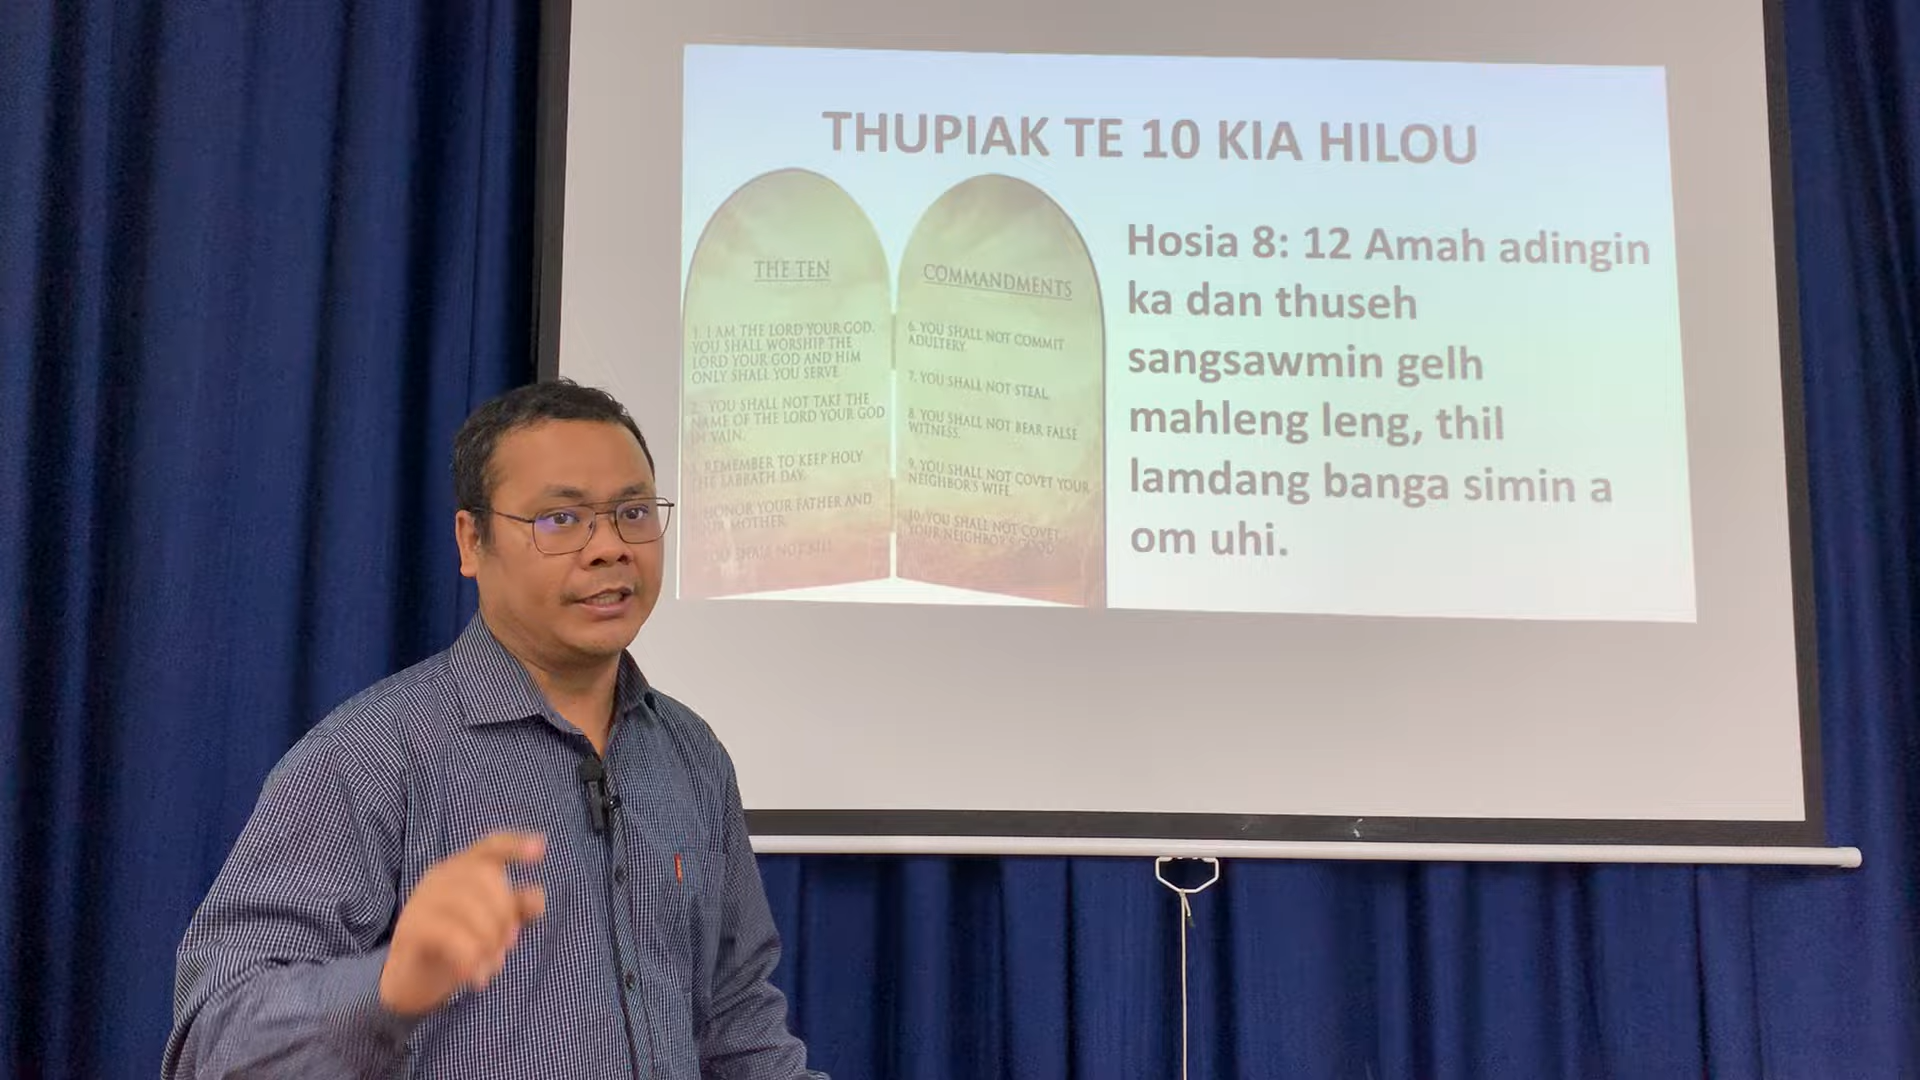 THUPIAK TE 10 KIA HILOU
THE TEN
1. I AM THE LORD YOUR GOD.
YOU SHALL WORSHIP THE
LORD YOUR GOD AND HIM
ONLY SHALL YOU SERVE
2. YOU SHALL NOT TAKE THE
NAME OF THE LORD YOUR GOD
IN VAIN.
REMEMBER TO KEEP HOLY
THE SABBATH DAY.
HONOR YOUR FATHER AND
YOUR MOTHER.
YOU SHALL NOT KILL
COMMANDMENTS
6. YOU SHALL NOT COMMIT
ADULTERY.
7. YOU SHALL NOT STEAL.
8. YOU SHALL NOT BEAR FALSE
WITNESS.
9. YOU SHALL NOT COVET YOUR
NEIGHBOR'S WIFE.
10. YOU SHALL NOT COVET
YOUR NEIGHBOR'S
Hosia 8: 12 Amah adingin
ka dan thuseh
sangsawmin gelh
mahleng leng, thil
lamdang banga simin a
om uhi.